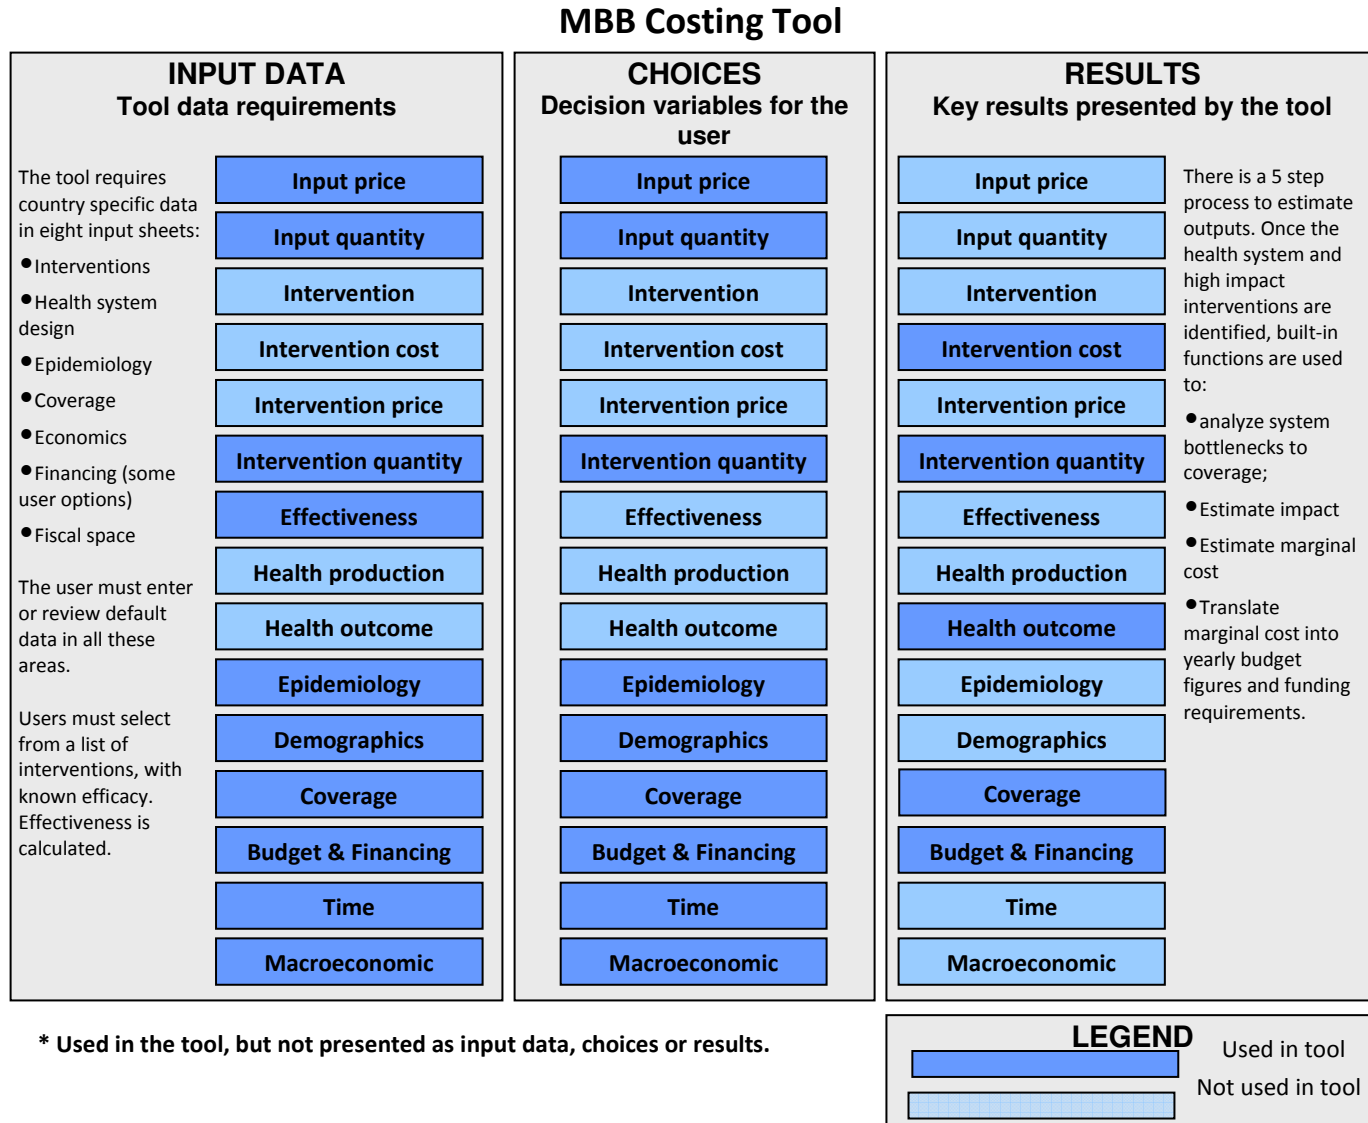 MBB Costing Tool
INPUT DATA
Tool data requirements
The tool requires
country specific data
in eight input sheets:
•Interventions
•Health system
design
•Epidemiology
•Coverage
•Economics
•Financing (some
user options)
•Fiscal space
The user must enter
or review default
data in all these
areas.
Users must select
from a list of
interventions, with
known efficacy.
Effectiveness is
calculated.
Input price
Input quantity
Intervention
Intervention cost
Intervention price
Intervention quantity
Effectiveness
Health production
Health outcome
Epidemiology
Demographics
Coverage
Budget & Financing
Time
Macroeconomic
CHOICES
Decision variables for the
user
Input price
Input quantity
Intervention
Intervention cost
Intervention price
Intervention quantity
Effectiveness
Health production
Health outcome
Epidemiology
Demographics
Coverage
Budget & Financing
Time
Macroeconomic
RESULTS
Key results presented by the tool
Input price
Input quantity
Intervention
Intervention cost
Intervention price
Intervention quantity
Effectiveness
Health production
Health outcome
Epidemiology
Demographics
Coverage
Budget & Financing
Time
Macroeconomic
There is a 5 step
process to estimate
outputs. Once the
health system and
high impact
interventions are
identified, built-in
functions are used
to:
•analyze system
bottlenecks to
coverage;
•Estimate impact
•Estimate marginal
cost
•Translate
marginal cost into
yearly budget
figures and funding
requirements.
* Used in the tool, but not presented as input data, choices or results.
LEGEND
Used in tool
Not used in tool